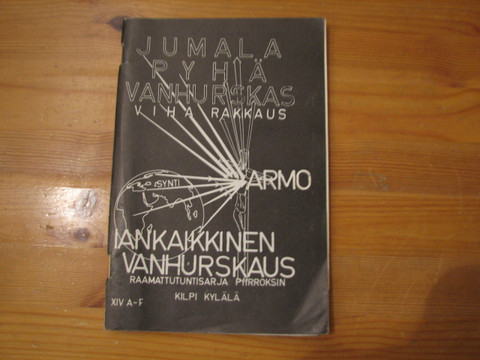 JUMALA
PYHÄ
VANHURSKAS
VIHA RAKKAUS
SYNTI
ARMO
IANKAIKKINEN
VANHURSKAUS
RAAMATTUTUNTISARJA PIIRROKSIN
XIV A-F
KILPI KYLÄLÄ